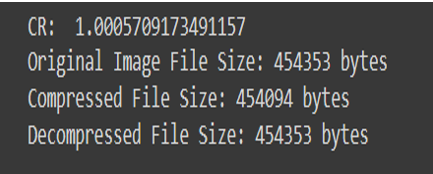 CR:  1.0005709173491157
Original Image File Size: 454353 bytes
Compressed File Size: 454094 bytes
Decompressed File Size: 454353 bytes